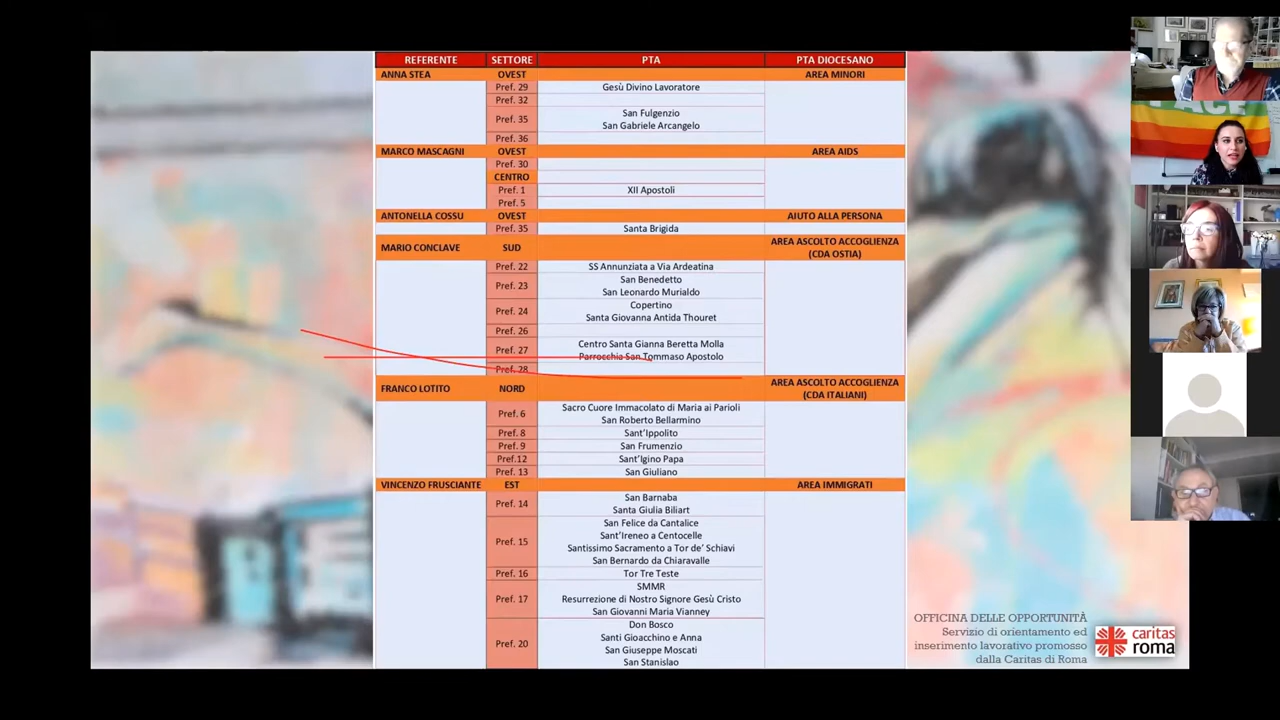 REFERENTE SETTORE PTA PTA DIOCESANO
ANNA STEA OVEST AREA MINORI
Pref. 29 Gesù Divino Lavoratore
Pref. 32
Pref. 35 San Fulgenzio
San Gabriele Arcangelo
Pref. 36
MARCO MASCAGNI OVEST AREA AIDS
Pref. 30
CENTRO
Pref. 1 XII Apostoli
Pref. 5
ANTONELLA COSSU OVEST AIUTO ALLA PERSONA
Pref. 35 Santa Brigida
MARIO CONCLAVE SUD AREA ASCOLTO ACCOGLIENZA
(CDA OSTIA)
Pref. 22 SS Annunziata a Via Ardeatina
Pref. 23 San Benedetto
San Leonardo Murialdo
Pref. 24 Copertino
Santa Giovanna Antida Thouret
Pref. 26
Pref. 27 Centro Santa Gianna Beretta Molla
Parrocchia San Tommaso Apostolo
Pref. 28
FRANCO LOTITO NORD AREA ASCOLTO ACCOGLIENZA
(CDA ITALIANI)
Pref. 6 Sacro Cuore Immacolato di Maria ai Parioli
San Roberto Bellarmino
Pref. 8 Sant'Ippolito
Pref. 9 San Frumenzio
Pref.12 Sant'Igino Papa
Pref. 13 San Giuliano
VINCENZO FRUSCIANTE EST AREA IMMIGRATI
Pref. 14 San Barnaba
Santa Giulia Biliart
Pref. 15 San Felice da Cantalice
Sant'Ireneo a Centocelle
Santissimo Sacramento a Tor de' Schiavi
San Bernardo da Chiaravalle
Pref. 16 Tor Tre Teste
Pref. 17 SMMR
Resurrezione di Nostro Signore Gesù Cristo
San Giovanni Maria Vianney
Pref. 20 Don Bosco
Santi Gioacchino e Anna
San Giuseppe Moscati
San Stanislao
OFFICINA DELLE OPPORTUNITÀ
Servizio di orientamento ed
inserimento lavorativo promosso
dalla Caritas di Roma
caritas
roma
PACE